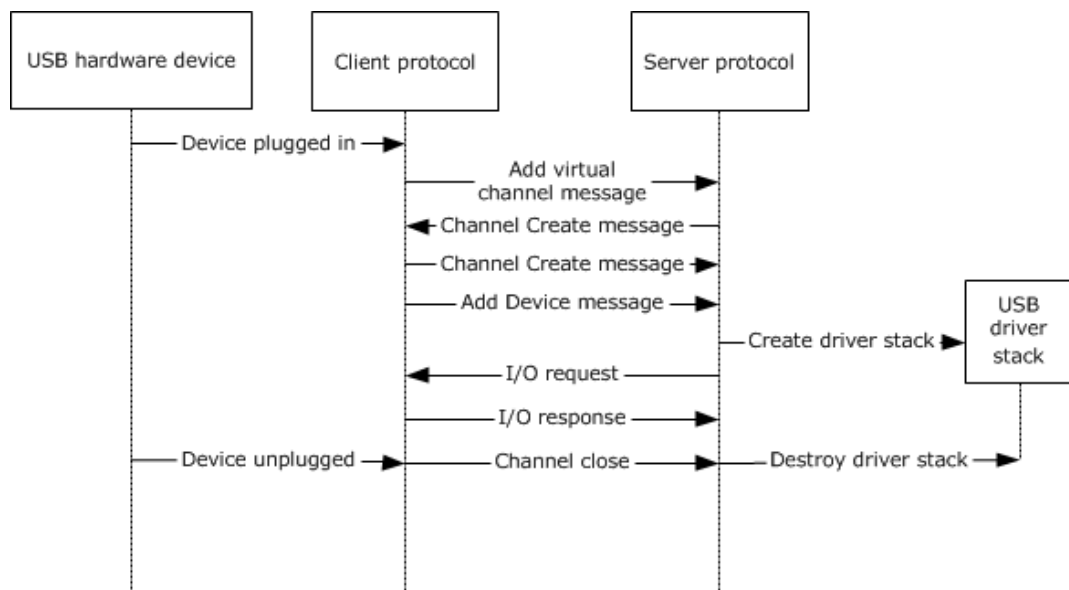 USB hardware device
Client protocol
Server protocol
Device plugged in
Add virtual
channel message
Channel Create message
Channel Create message
Add Device message
USB
driver
stack
Create driver stack
I/O request
I/O response
Device unplugged
Channel close
Destroy driver stack